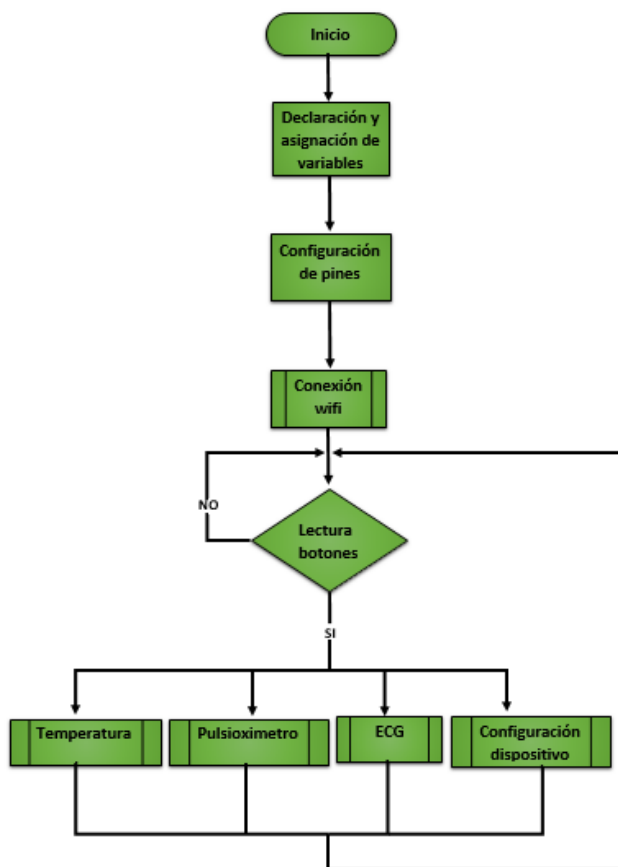 Inicio
Declaración y
asignación de
variables
Configuración
de pines
Conexión
wifi
NO
Lectura
botones
SI
Temperatura
Pulsioximetro
ECG
Configuración
dispositivo